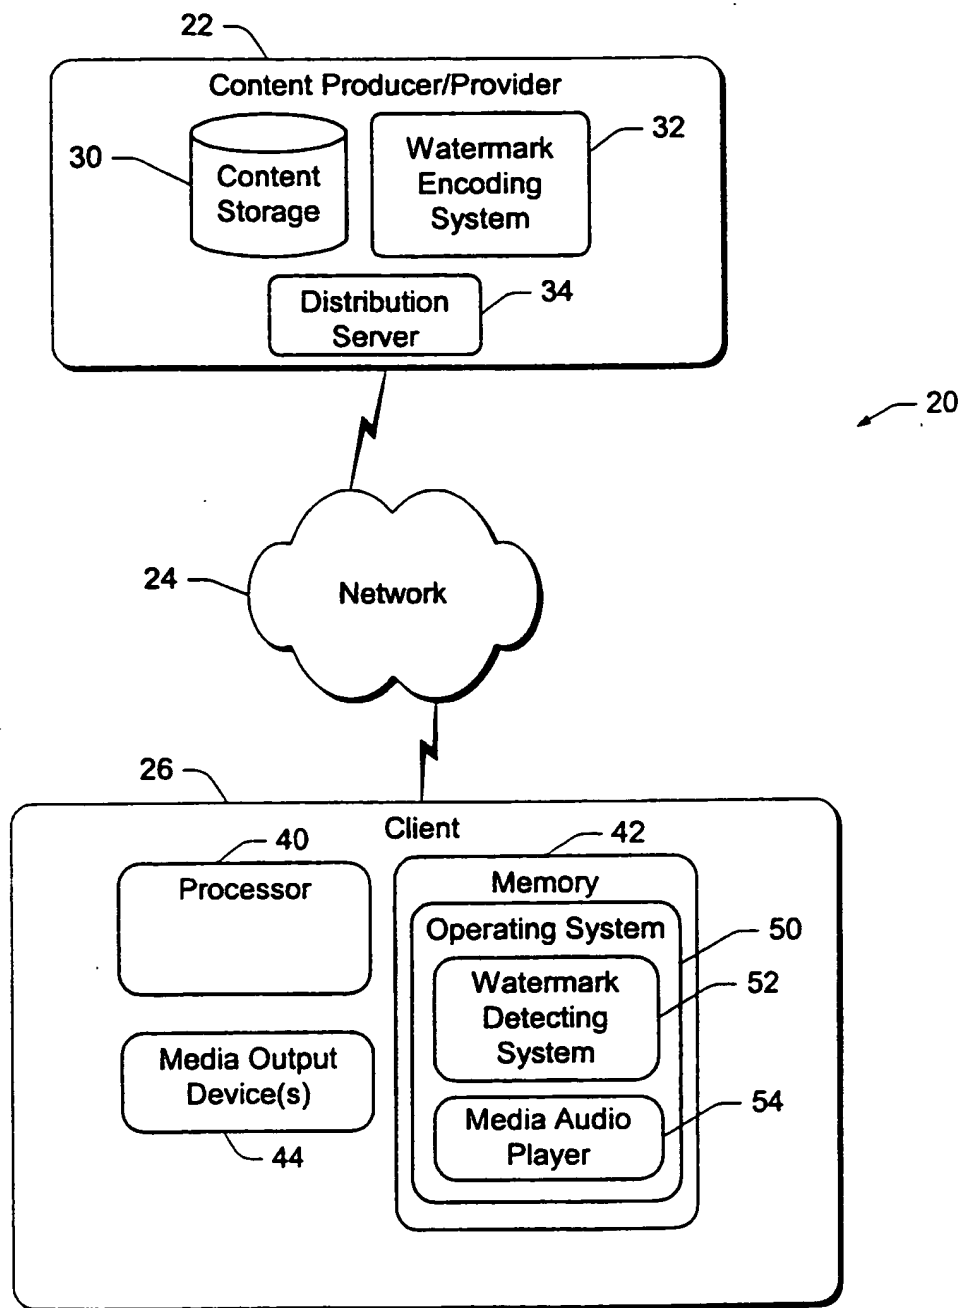 22
Content Producer/Provider
30
Content
Storage
Watermark
Encoding
System
32
Distribution
Server
34
20
24
Network
26
Client
40
Processor
42
Memory
Operating System
50
Watermark
Detecting
System
52
Media Output
Device(s)
44
Media Audio
Player
54